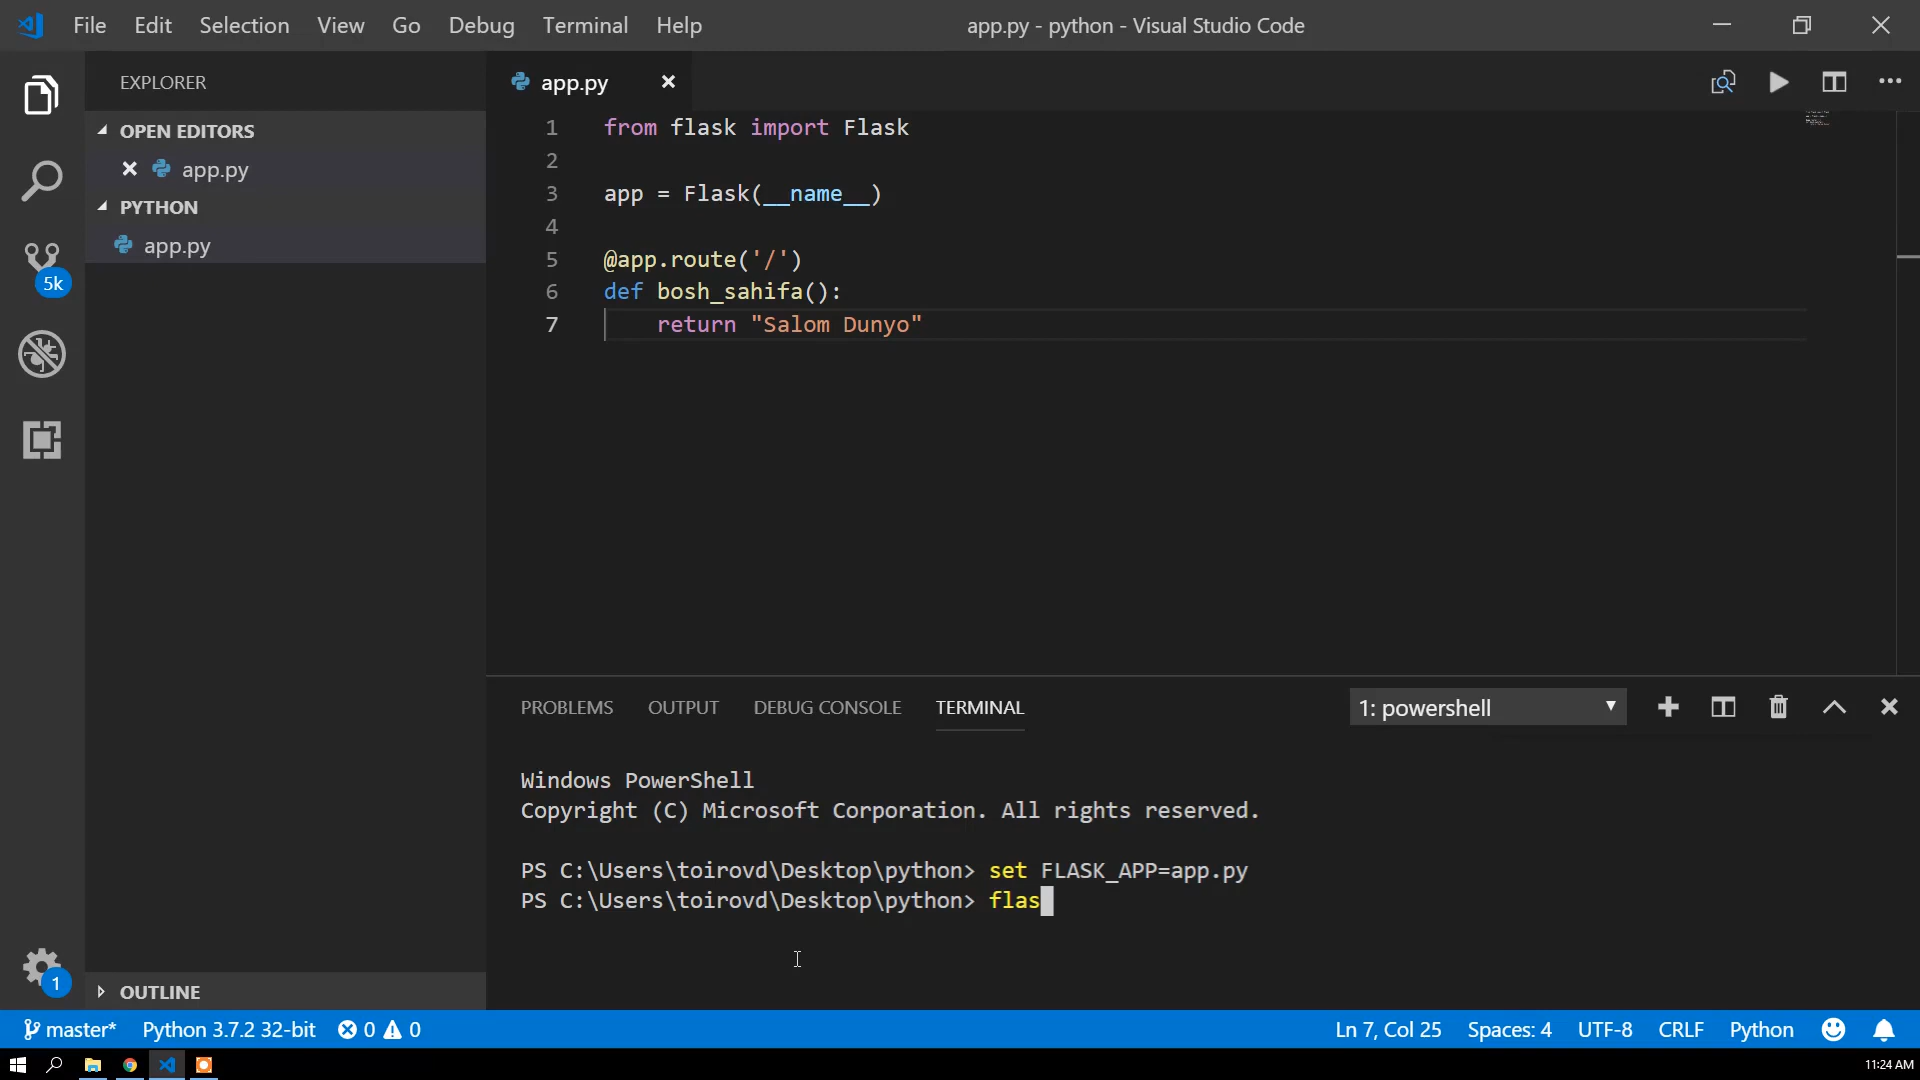 File Edit Selection View Go Debug Terminal Help app.py - python - Visual Studio Code
EXPLORER
OPEN EDITORS
app.py
PYTHON
app.py
5k
1
OUTLINE
app.py
1 from flask import Flask
2
3 app = Flask(__name__)
4
5 @app.route('/')
6 def bosh_sahifa():
7     return "Salom Dunyo"
PROBLEMS OUTPUT DEBUG CONSOLE TERMINAL 1: powershell
Windows PowerShell
Copyright (C) Microsoft Corporation. All rights reserved.
PS C:\Users\toirovd\Desktop\python> set FLASK_APP=app.py
PS C:\Users\toirovd\Desktop\python> flas
master* Python 3.7.2 32-bit 0 0 Ln 7, Col 25 Spaces: 4 UTF-8 CRLF Python
11:24 AM